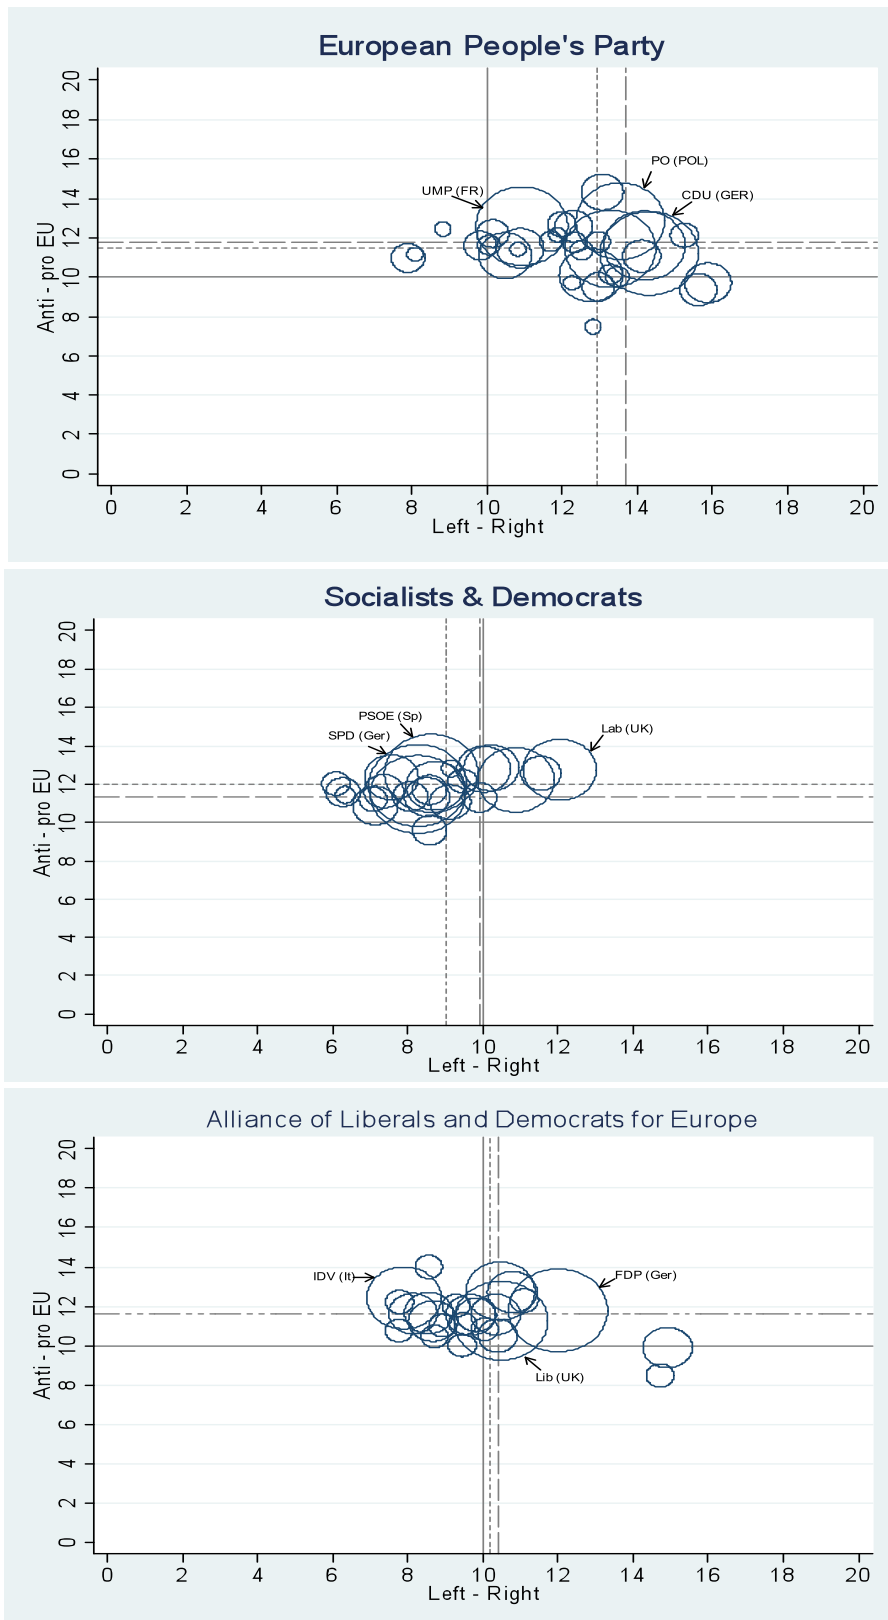 European People's Party
20
18
PO (POL)
16
UMP (FR)
CDU (GER)
14
12
10
Anti - pro EU
8
6
4
2
0
0 2 4 6 8 10 12 14 16 20
Left - Right
Socialists & Democrats
20
18
16
PSOE (Sp)
Lab (UK)
SPD (Ger)
14
12
10
Anti - pro EU
8
6
4
2
0
0 2 4 6 8 10 12 14 16 20
Left - Right
Alliance of Liberals and Democrats for Europe
20
18
16
14
IDV (It)
FDP (Ger)
12
10
Anti - pro EU
Lib (UK)
8
6
4
2
0
0 2 4 6 8 10 12 14 16 20
Left - Right